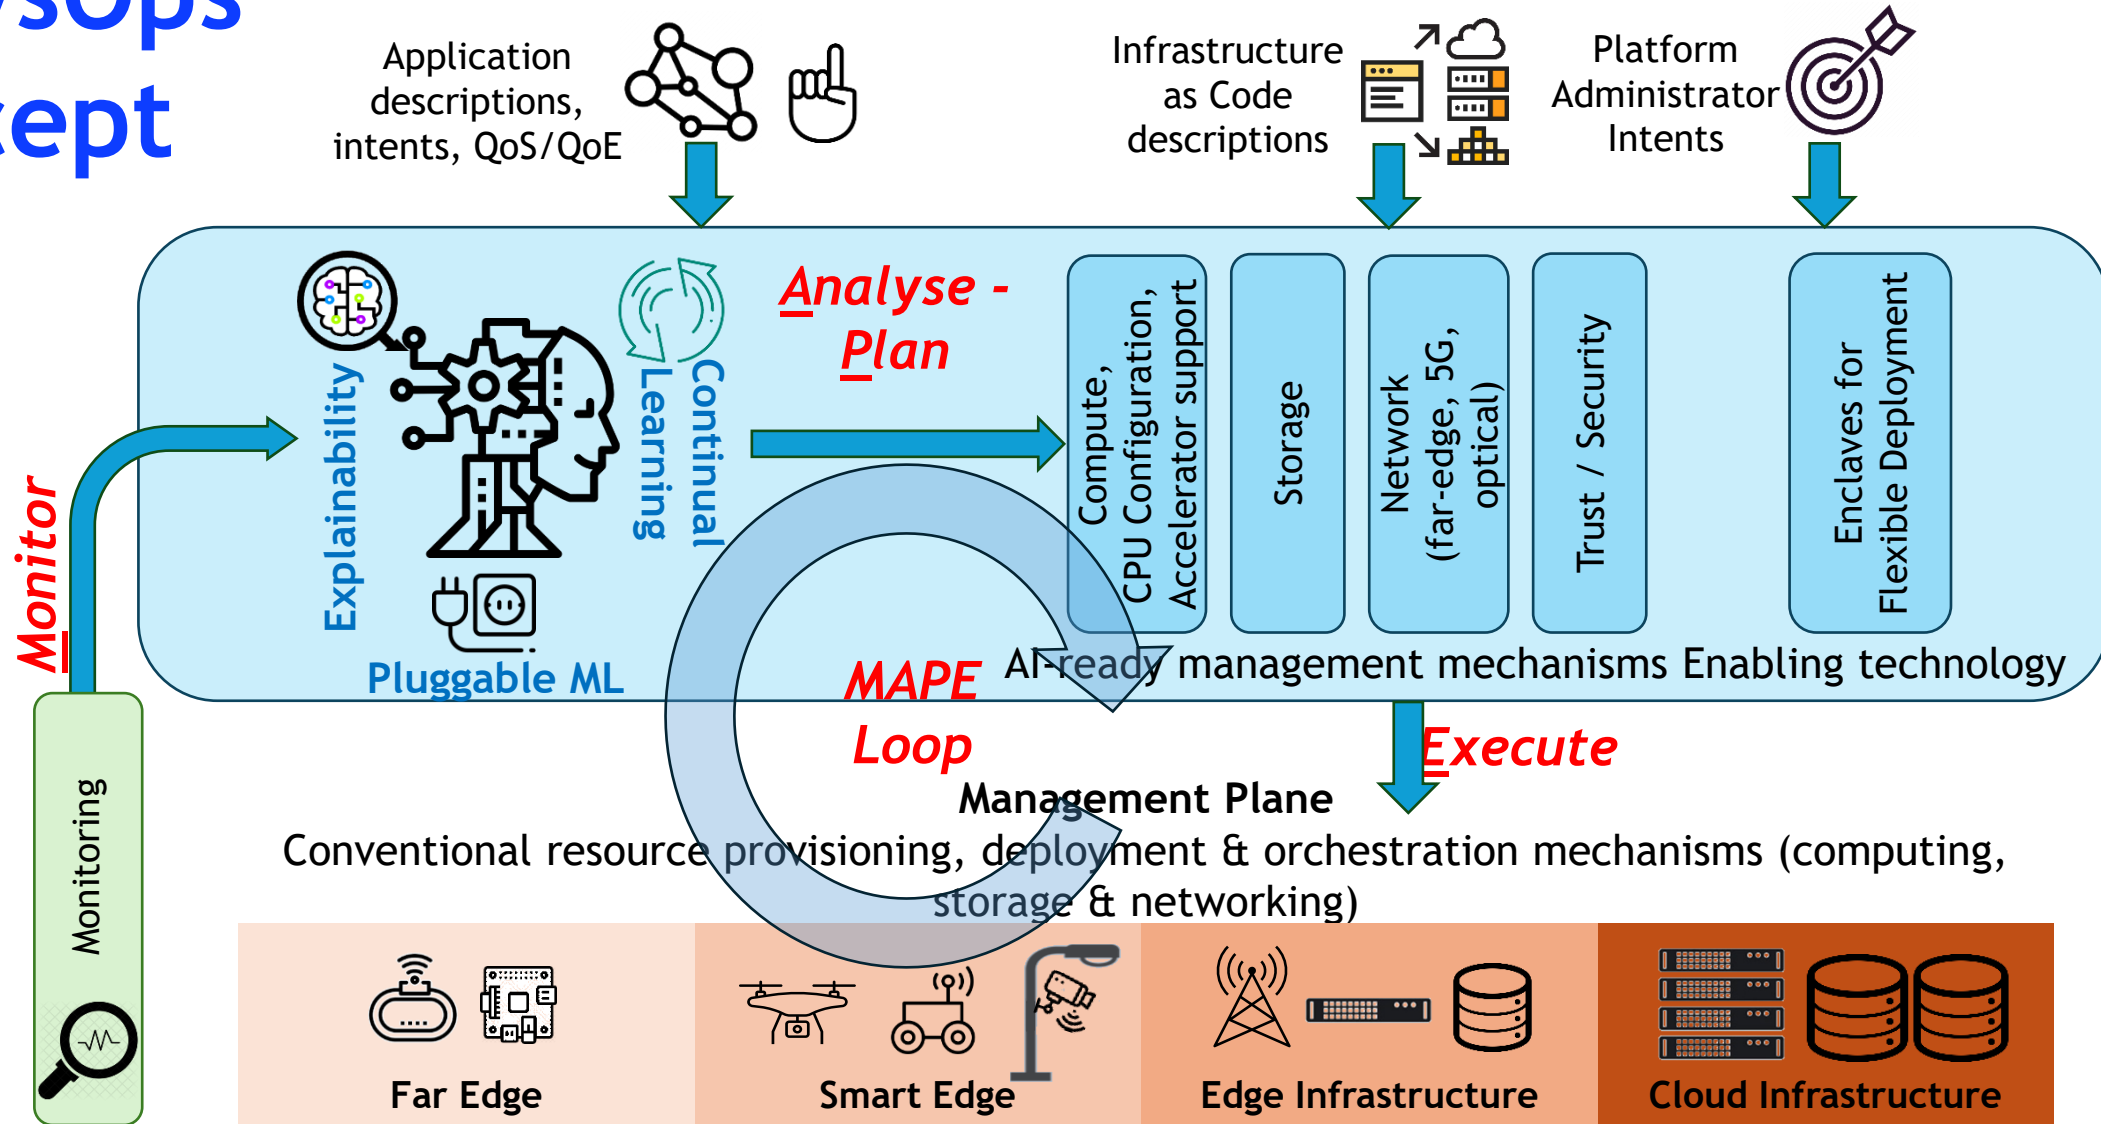 Application
descriptions,
intents, QoS/QoE
Infrastructure
as Code
descriptions
Platform
Administrator
Intents
Explainability
Continual
Learning
Pluggable ML
Analyse -
Plan
Compute,
CPU Configuration,
Accelerator support
Storage
Network
(far-edge, 5G,
optical)
Trust / Security
Enclaves for
Flexible Deployment
AI-ready management mechanisms Enabling technology
Monitor
Monitoring
MAPE
Loop
Execute
Management Plane
Conventional resource provisioning, deployment & orchestration mechanisms (computing,
storage & networking)
Far Edge
Smart Edge
Edge Infrastructure
Cloud Infrastructure